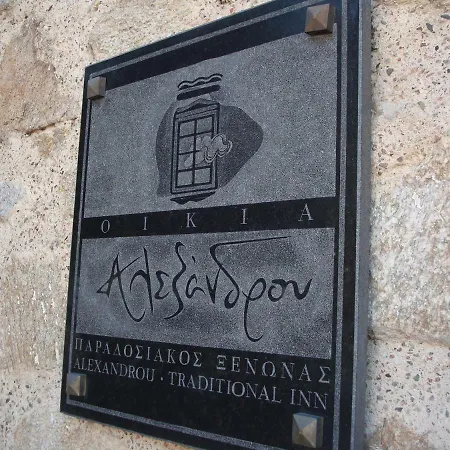 ΟΙΚΙΑ
Αλεξάνδρου
ΠΑΡΑΔΟΣΙΑΚΟΣ ΞΕΝΩΝΑΣ
ALEXANDROU · TRADITIONAL INN